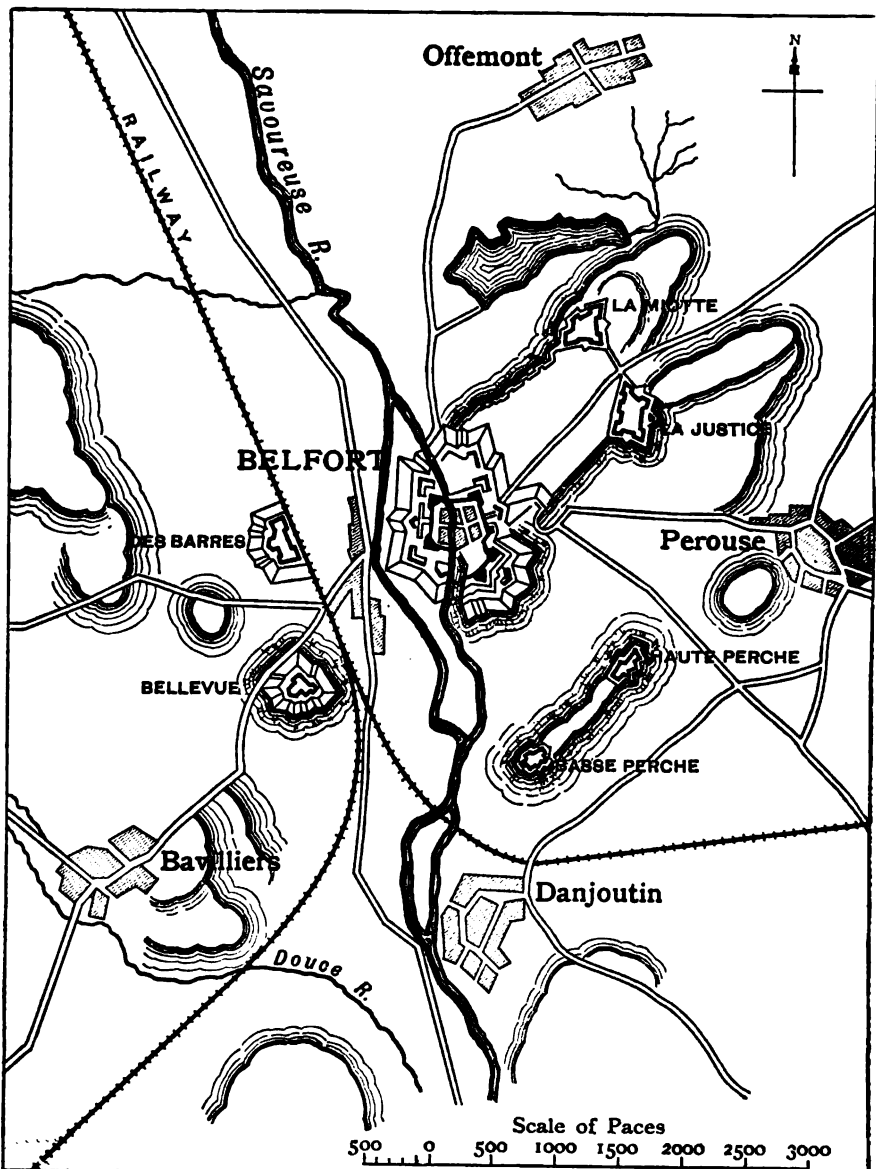 Offemont
N
Savoureuse R.
RAILWAY
LA MIOTTE
LA JUSTICE
BELFORT
DES BARRES
Perouse
HAUTE PERCHE
BELLEVUE
BASSE PERCHE
Bavilliers
Danjoutin
Douce R.
Scale of Paces
500 0 500 1000 1500 2000 2500 3000